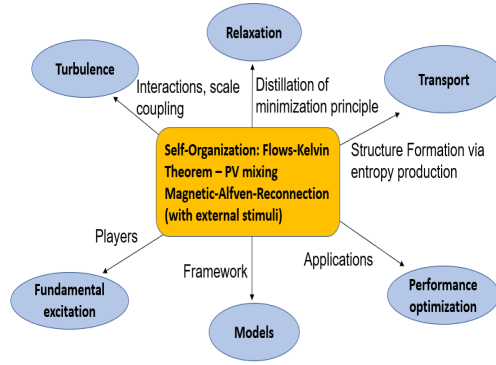 Relaxation
Turbulence
Transport
Interactions, scale
coupling
Distillation of
minimization principle
Self-Organization: Flows-Kelvin
Theorem – PV mixing
Magnetic-Alfven-Reconnection
(with external stimuli)
Structure Formation via
entropy production
Players
Framework
Applications
Fundamental
excitation
Models
Performance
optimization